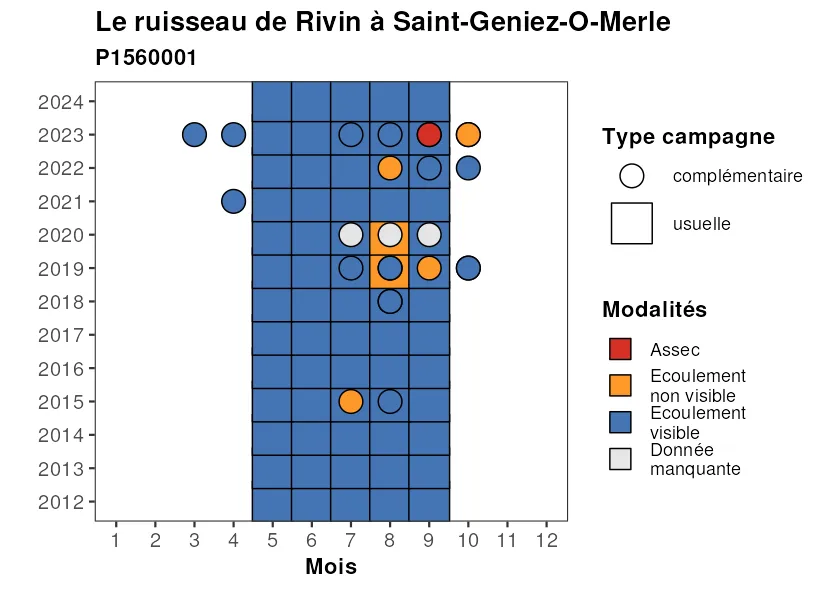 Le ruisseau de Rivin à Saint-Geniez-O-Merle
P1560001
2024
2023
2022
2021
2020
2019
2018
2017
2016
2015
2014
2013
2012
1 2 3 4 5 6 7 8 9 10 11 12
Mois
Type campagne
complémentaire
usuelle
Modalités
Assec
Ecoulement
non visible
Ecoulement
visible
Donnée
manquante